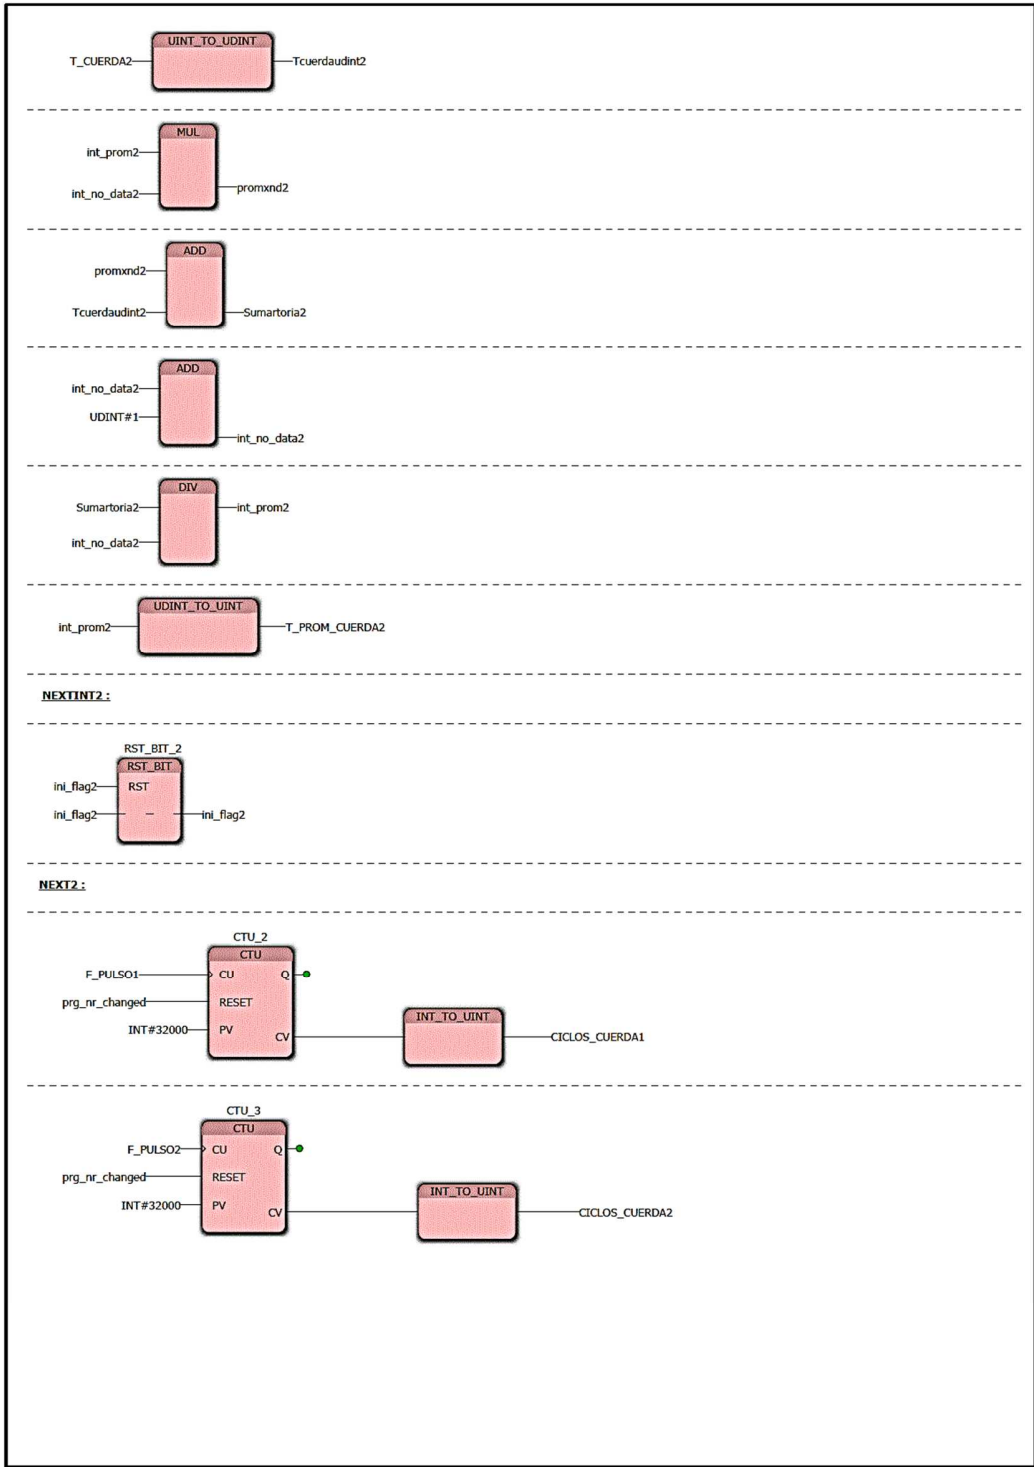 UINT_TO_UDINT
T_CUERDA2 Tcuerdaudint2
MUL
int_prom2
int_no_data2 promxnd2
ADD
promxnd2
Tcuerdaudint2 Sumartoria2
ADD
int_no_data2
UDINT#1
int_no_data2
DIV
Sumartoria2 int_prom2
int_no_data2
UDINT_TO_UINT
int_prom2 T_PROM_CUERDA2
NEXTINT2 :
RST_BIT_2
RST_BIT
ini_flag2 RST
ini_flag2 — ini_flag2
NEXT2 :
CTU_2
CTU
F_PULSO1 CU Q
prg_nr_changed RESET INT_TO_UINT
INT#32000 PV CV CICLOS_CUERDA1
CTU_3
CTU
F_PULSO2 CU Q
prg_nr_changed RESET INT_TO_UINT
INT#32000 PV CV CICLOS_CUERDA2